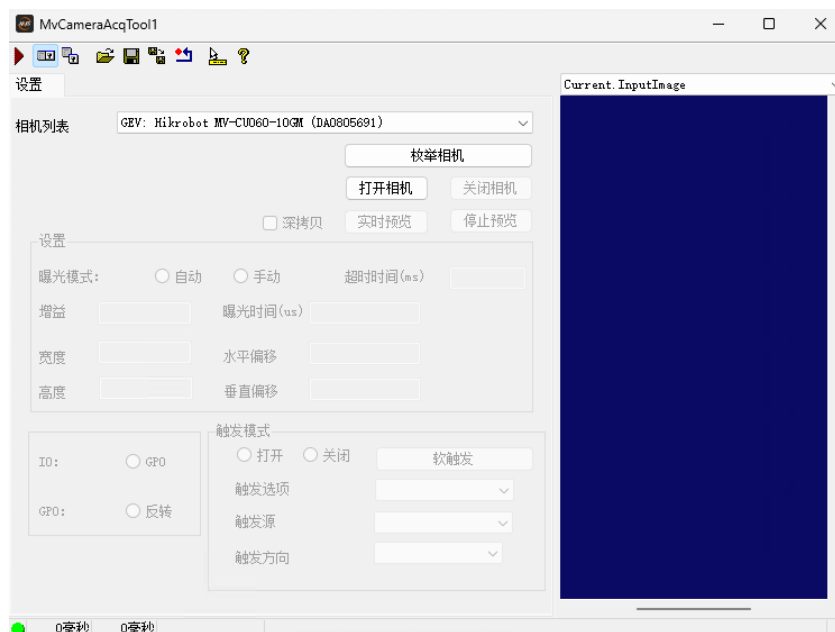 MvCameraAcqTool1
设置
Current.InputImage
相机列表
GEV: Hikrobot MV-CU060-10GM (DA0805691)
枚举相机
打开相机 关闭相机
深拷贝 实时预览 停止预览
设置
曝光模式: 自动 手动 超时时间(ms)
增益 曝光时间(us)
宽度 水平偏移
高度 垂直偏移
IO: GPO
GPO: 反转
触发模式
打开 关闭 软触发
触发选项
触发源
触发方向
0毫秒 0毫秒